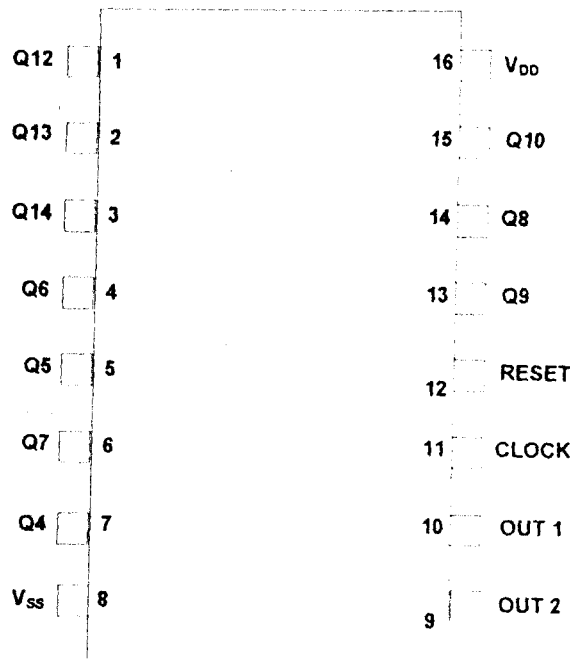 Q12 1 16 VDD
Q13 2 15 Q10
Q14 3 14 Q8
Q6 4 13 Q9
Q5 5 12 RESET
Q7 6 11 CLOCK
Q4 7 10 OUT 1
VSS 8 9 OUT 2